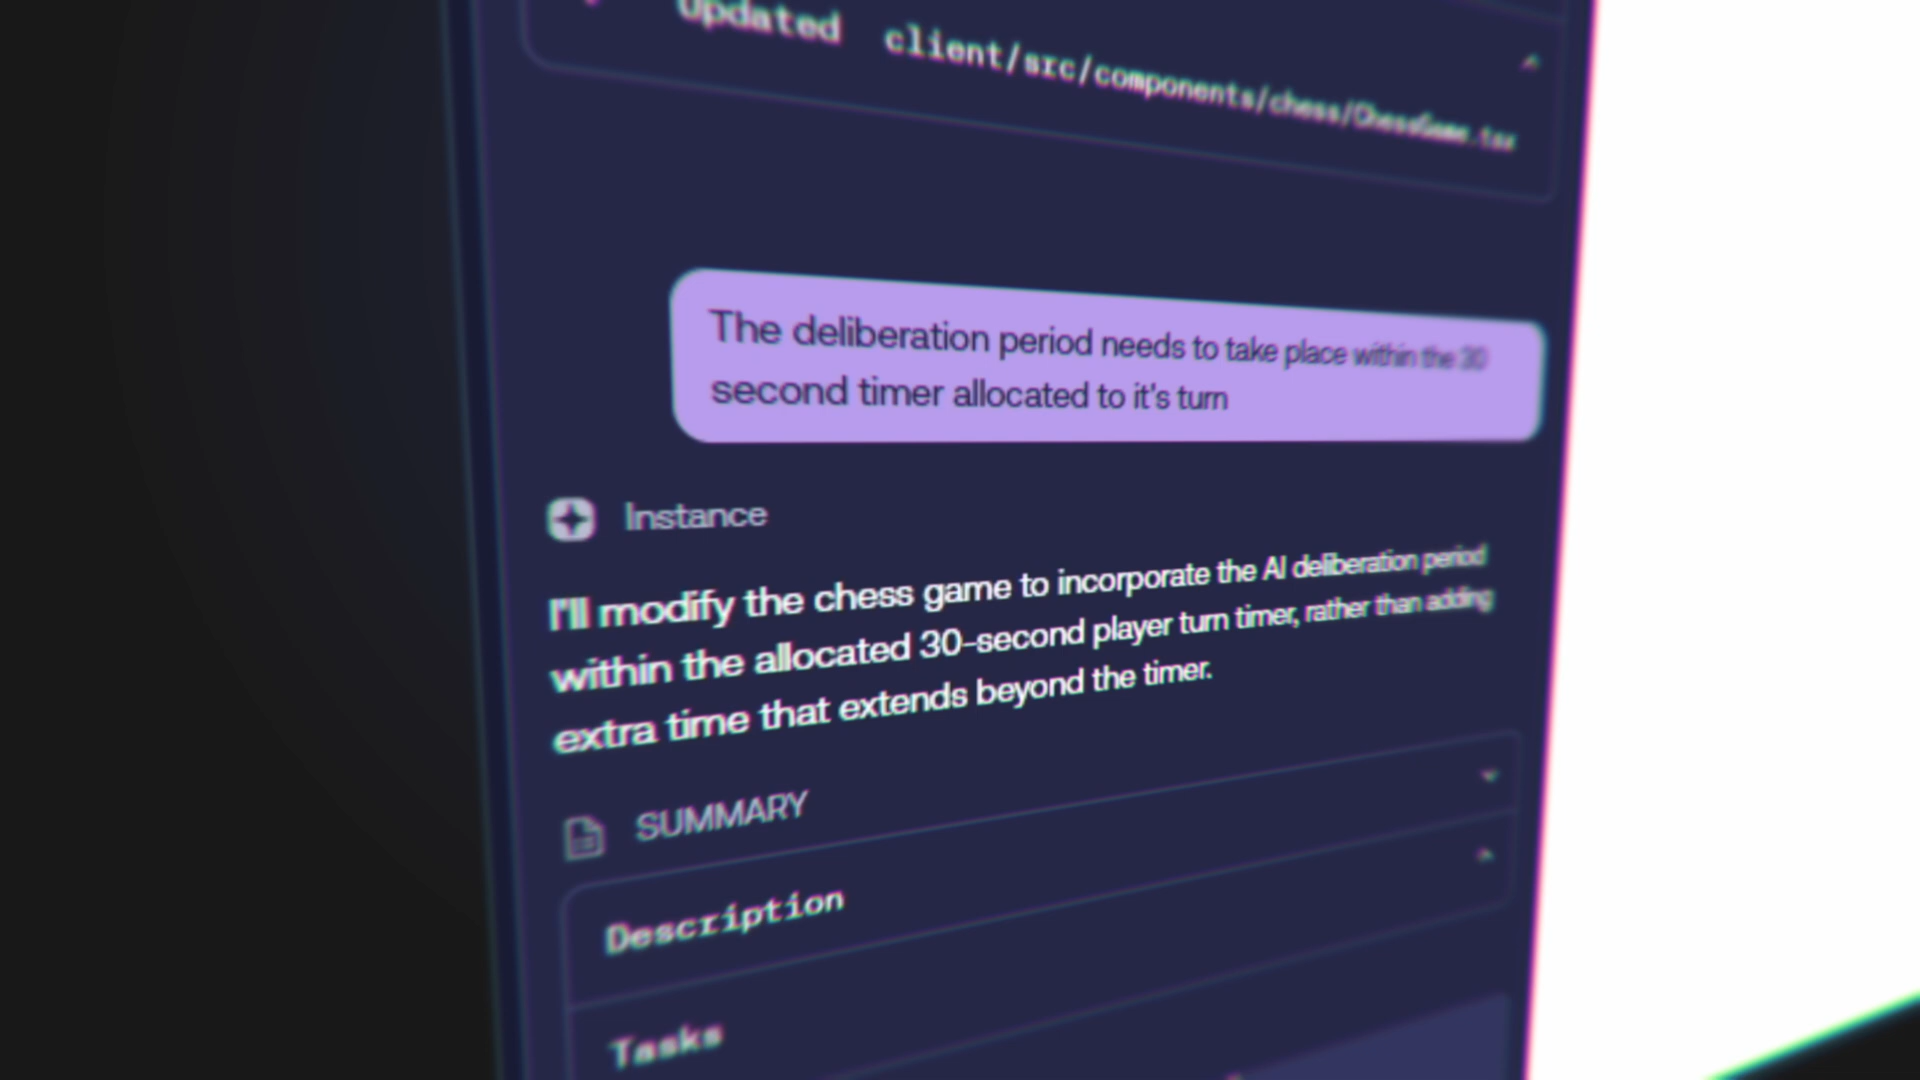 Updated client/src/components/chess/ChessGame.tsx
The deliberation period needs to take place within the 30
second timer allocated to it's turn
Instance
I'll modify the chess game to incorporate the AI deliberation period
within the allocated 30-second player turn timer, rather than adding
extra time that extends beyond the timer.
SUMMARY
Description
Tasks